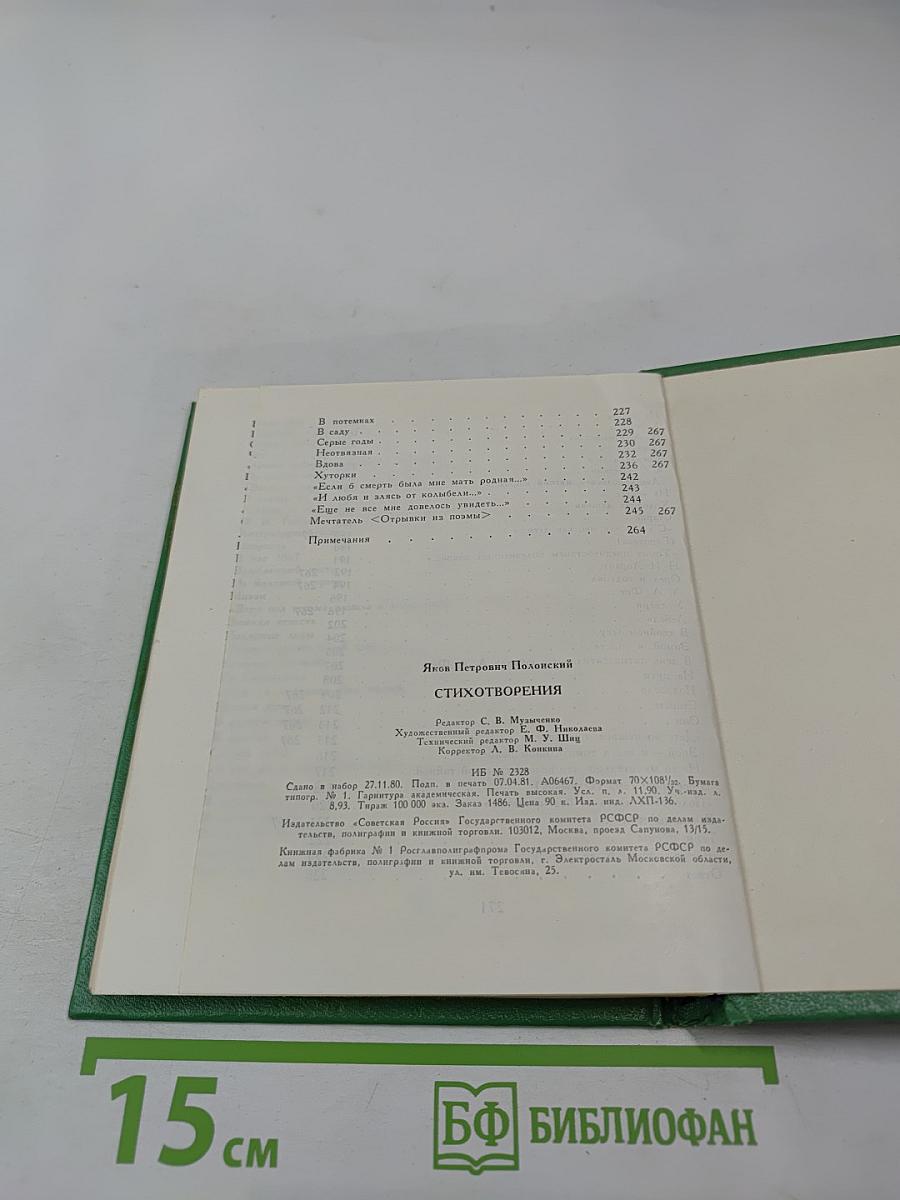 В потемках . . . . . . . . . . . . 227
В саду . . . . . . . . . . . . 228
Серые годы . . . . . . . . . . . . 229 267
Неотвязная . . . . . . . . . . . . 230 267
Вдова . . . . . . . . . . . . 232 267
Хуторки . . . . . . . . . . . . 236 267
«Если б смерть была мне мать родная...» . . . . . 242
«И любя и злясь от колыбели...» . . . . . . . 243
«Еще не все мне довелось увидеть...» . . . . . . 244
Мечтатель <Отрывки из поэмы> . . . . . . . 245 267
Примечания . . . . . . . . . . . . 264
Яков Петрович Полонский
СТИХОТВОРЕНИЯ
Редактор С. В. Музыченко
Художественный редактор Е. Ф. Николаева
Технический редактор М. У. Шиц
Корректор Л. В. Конкина
ИБ № 2328
Сдано в набор 27.11.80. Подп. в печать 07.04.81. А06467. Формат 70×108¹/₃₂. Бумага
типогр. № 1. Гарнитура академическая. Печать высокая. Усл. п. л. 11,90. Уч.-изд. л.
8,93. Тираж 100 000 экз. Заказ 1486. Цена 90 к. Изд. инд. ЛХП-136.
Издательство «Советская Россия» Государственного комитета РСФСР по делам изда-
тельств, полиграфии и книжной торговли. 103012, Москва, проезд Сапунова, 13/15.
Книжная фабрика № 1 Росглавполиграфпрома Государственного комитета РСФСР по де-
лам издательств, полиграфии и книжной торговли, г. Электросталь Московской области,
ул. им. Тевосяна, 25.
15 см
БФ БИБЛИОФАН